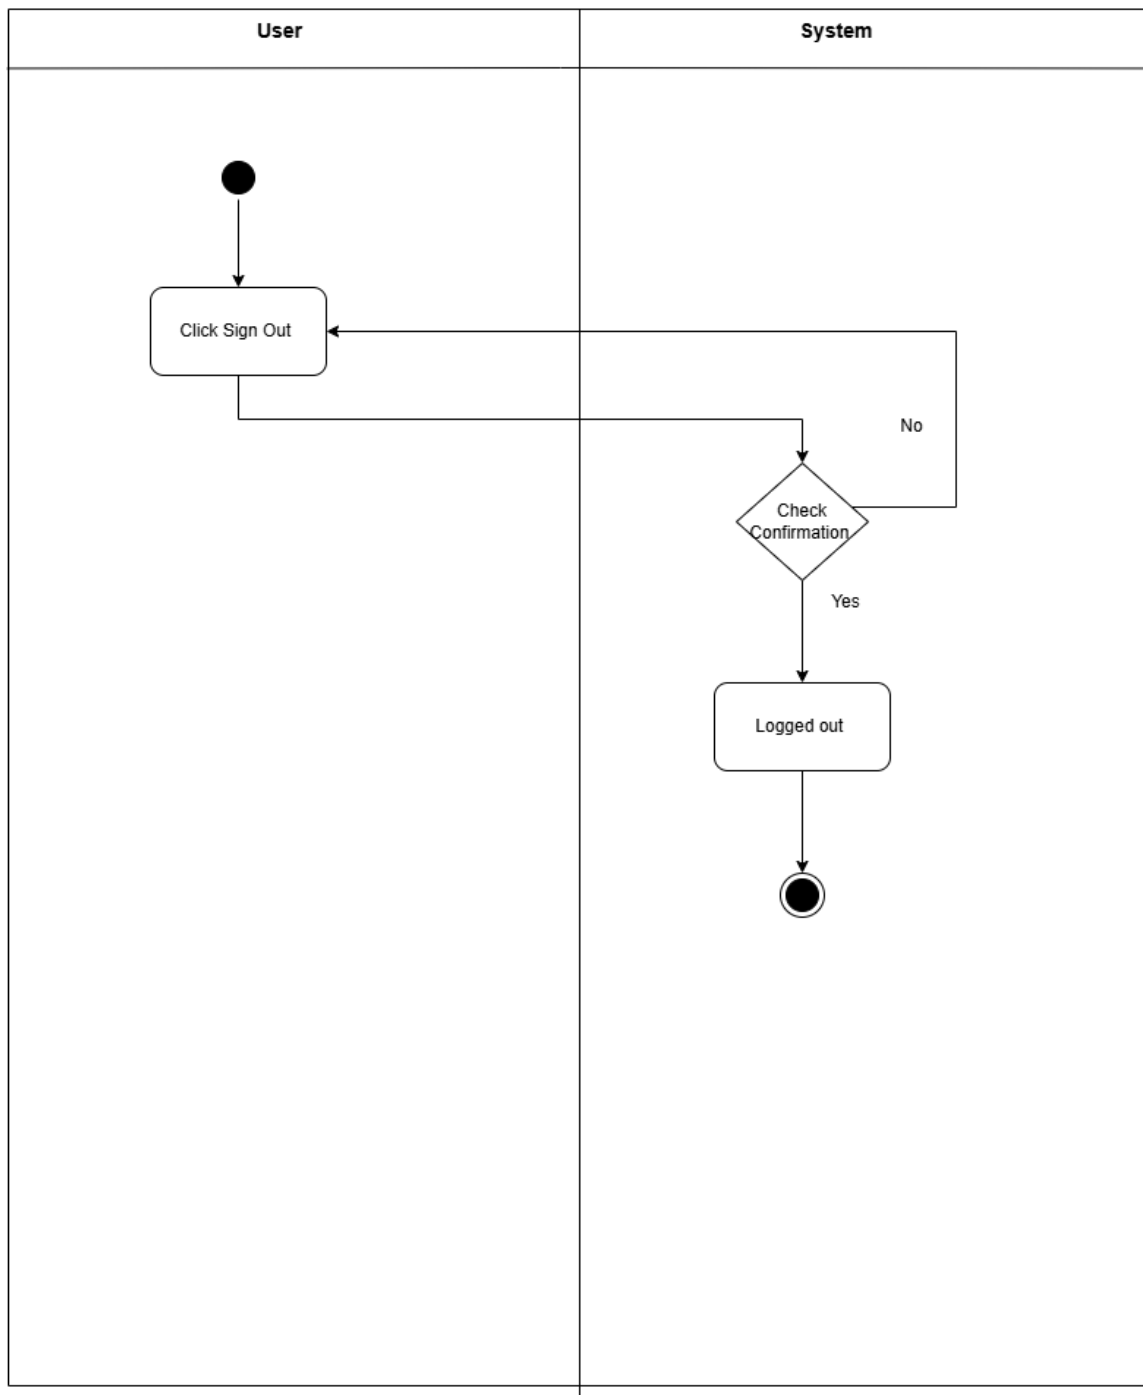 User
System
Click Sign Out
No
Check
Confirmation
Yes
Logged out